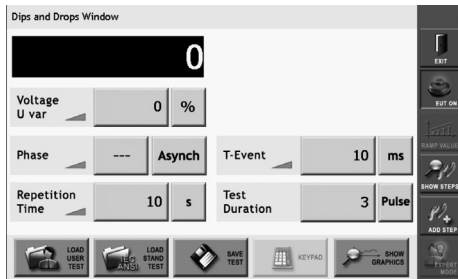 Dips and Drops Window
0
EXIT
Voltage
U var
0
%
EUT ON
RAMP VALUE
Phase
---
Asynch
T-Event
10
ms
SHOW STEPS
Repetition
Time
10
s
Test
Duration
3
Pulse
ADD STEP
LOAD
USER
TEST
IEC
ANSI
LOAD
STAND
TEST
SAVE
TEST
KEYPAD
SHOW
GRAPHICS
EXPERT
MODE